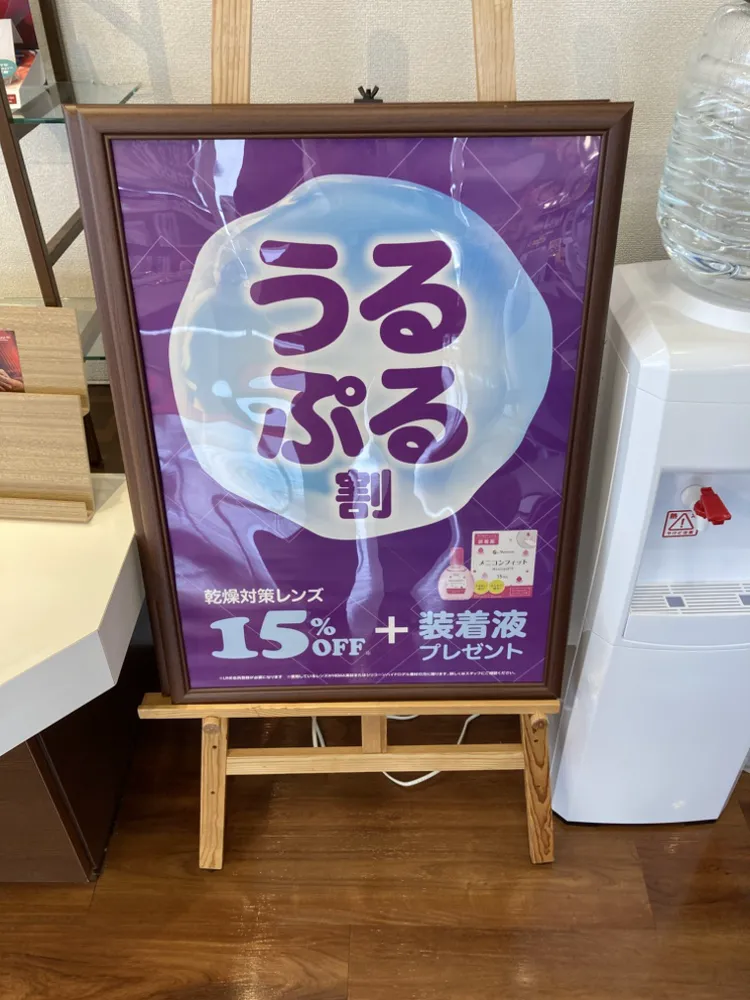 うる
ぷる
割
メニコンフィット
乾燥対策レンズ
15%OFF + 装着液
プレゼント